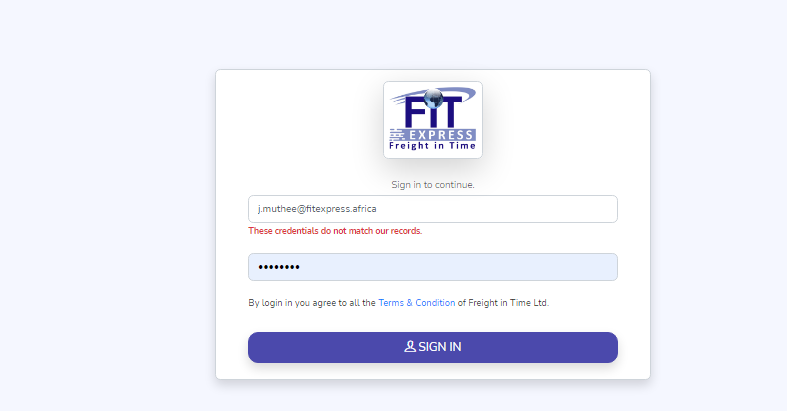 FiT
EXPRESS
Freight in Time
Sign in to continue.
j.muthee@fitexpress.africa
These credentials do not match our records.
••••••••
By login in you agree to all the Terms & Condition of Freight in Time Ltd.
SIGN IN